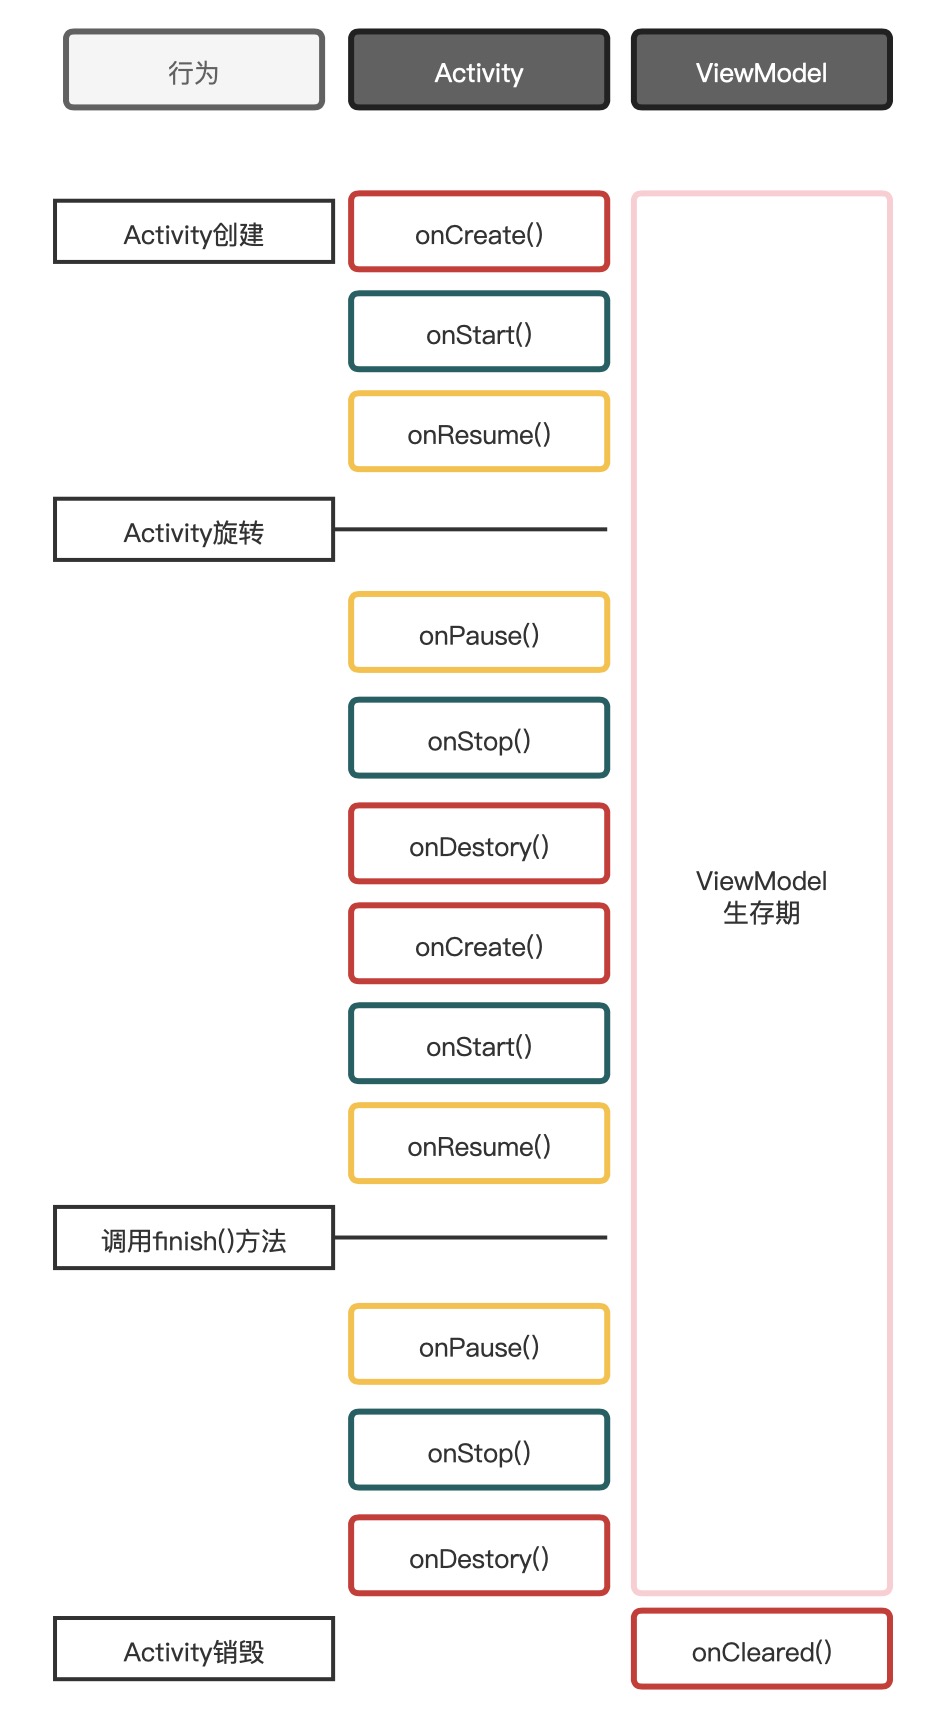 行为
Activity
ViewModel
Activity创建
onCreate()
onStart()
onResume()
Activity旋转
onPause()
onStop()
onDestory()
ViewModel
生存期
onCreate()
onStart()
onResume()
调用finish()方法
onPause()
onStop()
onDestory()
Activity销毁
onCleared()